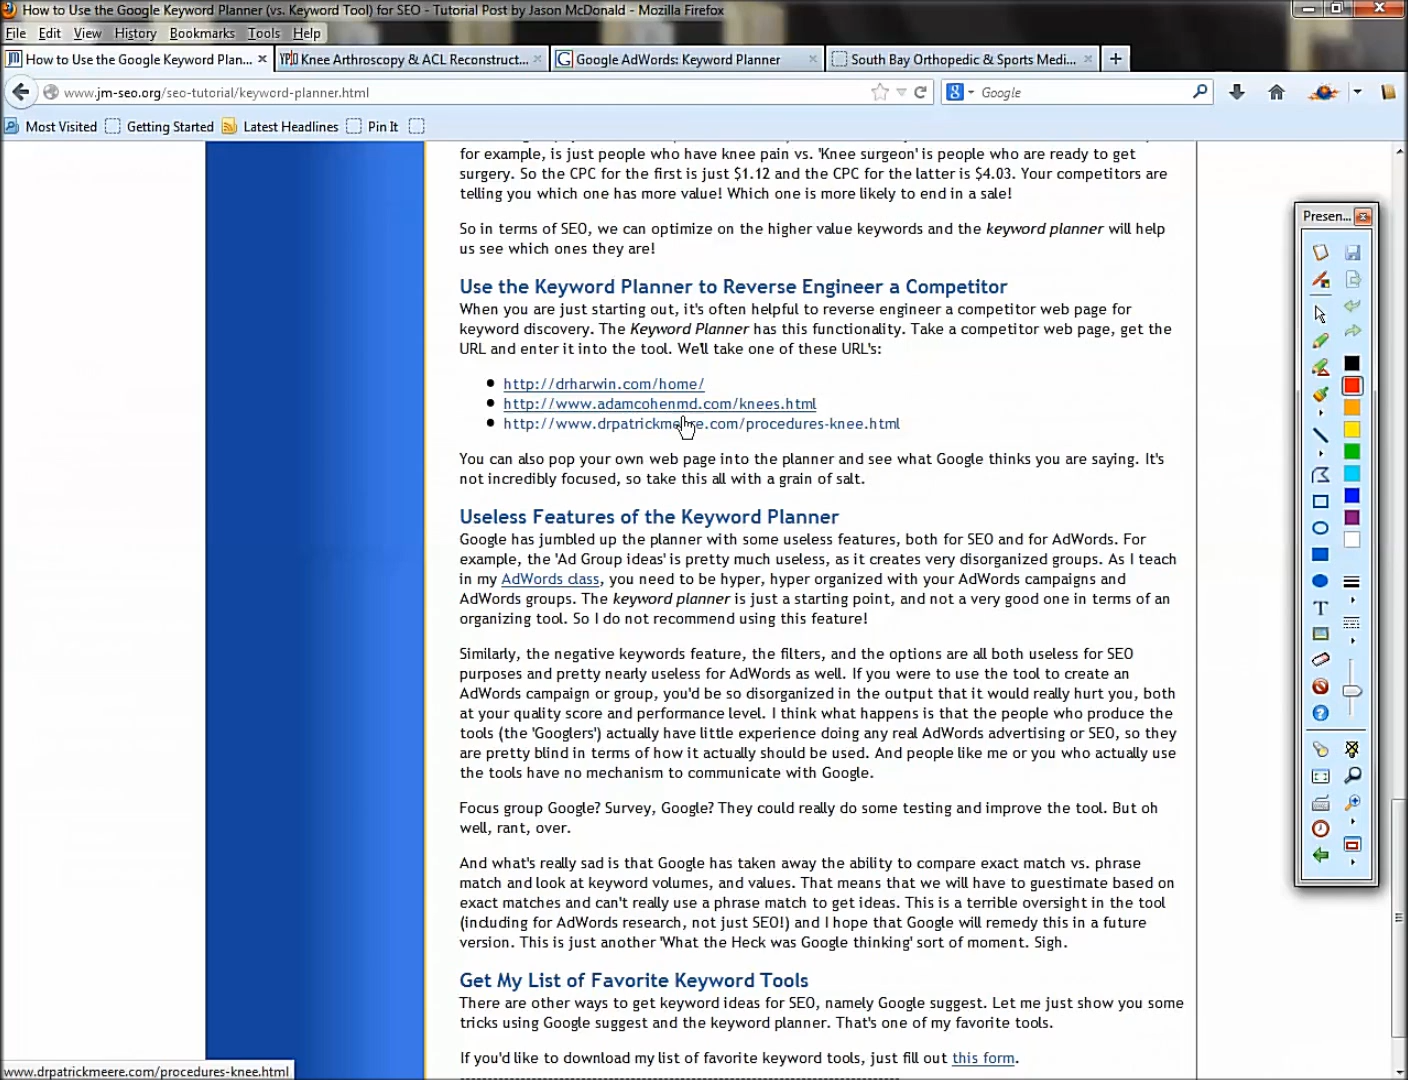 How to Use the Google Keyword Planner (vs. Keyword Tool) for SEO - Tutorial Post by Jason McDonald - Mozilla Firefox
File Edit View History Bookmarks Tools Help
How to Use the Google Keyword Plan...
YPD Knee Arthroscopy & ACL Reconstruct...
Google AdWords: Keyword Planner
South Bay Orthopedic & Sports Medi...
www.jm-seo.org/seo-tutorial/keyword-planner.html
Google
Most Visited Getting Started Latest Headlines Pin It
for example, is just people who have knee pain vs. 'Knee surgeon' is people who are ready to get
surgery. So the CPC for the first is just $1.12 and the CPC for the latter is $4.03. Your competitors are
telling you which one has more value! Which one is more likely to end in a sale!
So in terms of SEO, we can optimize on the higher value keywords and the keyword planner will help
us see which ones they are!
Use the Keyword Planner to Reverse Engineer a Competitor
When you are just starting out, it's often helpful to reverse engineer a competitor web page for
keyword discovery. The Keyword Planner has this functionality. Take a competitor web page, get the
URL and enter it into the tool. We'll take one of these URL's:
http://drharwin.com/home/
http://www.adamcohenmd.com/knees.html
http://www.drpatrickmeere.com/procedures-knee.html
You can also pop your own web page into the planner and see what Google thinks you are saying. It's
not incredibly focused, so take this all with a grain of salt.
Useless Features of the Keyword Planner
Google has jumbled up the planner with some useless features, both for SEO and for AdWords. For
example, the 'Ad Group ideas' is pretty much useless, as it creates very disorganized groups. As I teach
in my AdWords class, you need to be hyper, hyper organized with your AdWords campaigns and
AdWords groups. The keyword planner is just a starting point, and not a very good one in terms of an
organizing tool. So I do not recommend using this feature!
Similarly, the negative keywords feature, the filters, and the options are all both useless for SEO
purposes and pretty nearly useless for AdWords as well. If you were to use the tool to create an
AdWords campaign or group, you'd be so disorganized in the output that it would really hurt you, both
at your quality score and performance level. I think what happens is that the people who produce the
tools (the 'Googlers') actually have little experience doing any real AdWords advertising or SEO, so they
are pretty blind in terms of how it actually should be used. And people like me or you who actually use
the tools have no mechanism to communicate with Google.
Focus group Google? Survey, Google? They could really do some testing and improve the tool. But oh
well, rant, over.
And what's really sad is that Google has taken away the ability to compare exact match vs. phrase
match and look at keyword volumes, and values. That means that we will have to guestimate based on
exact matches and can't really use a phrase match to get ideas. This is a terrible oversight in the tool
(including for AdWords research, not just SEO!) and I hope that Google will remedy this in a future
version. This is just another 'What the Heck was Google thinking' sort of moment. Sigh.
Get My List of Favorite Keyword Tools
There are other ways to get keyword ideas for SEO, namely Google suggest. Let me just show you some
tricks using Google suggest and the keyword planner. That's one of my favorite tools.
If you'd like to download my list of favorite keyword tools, just fill out this form.
www.drpatrickmeere.com/procedures-knee.html
Presen...
T